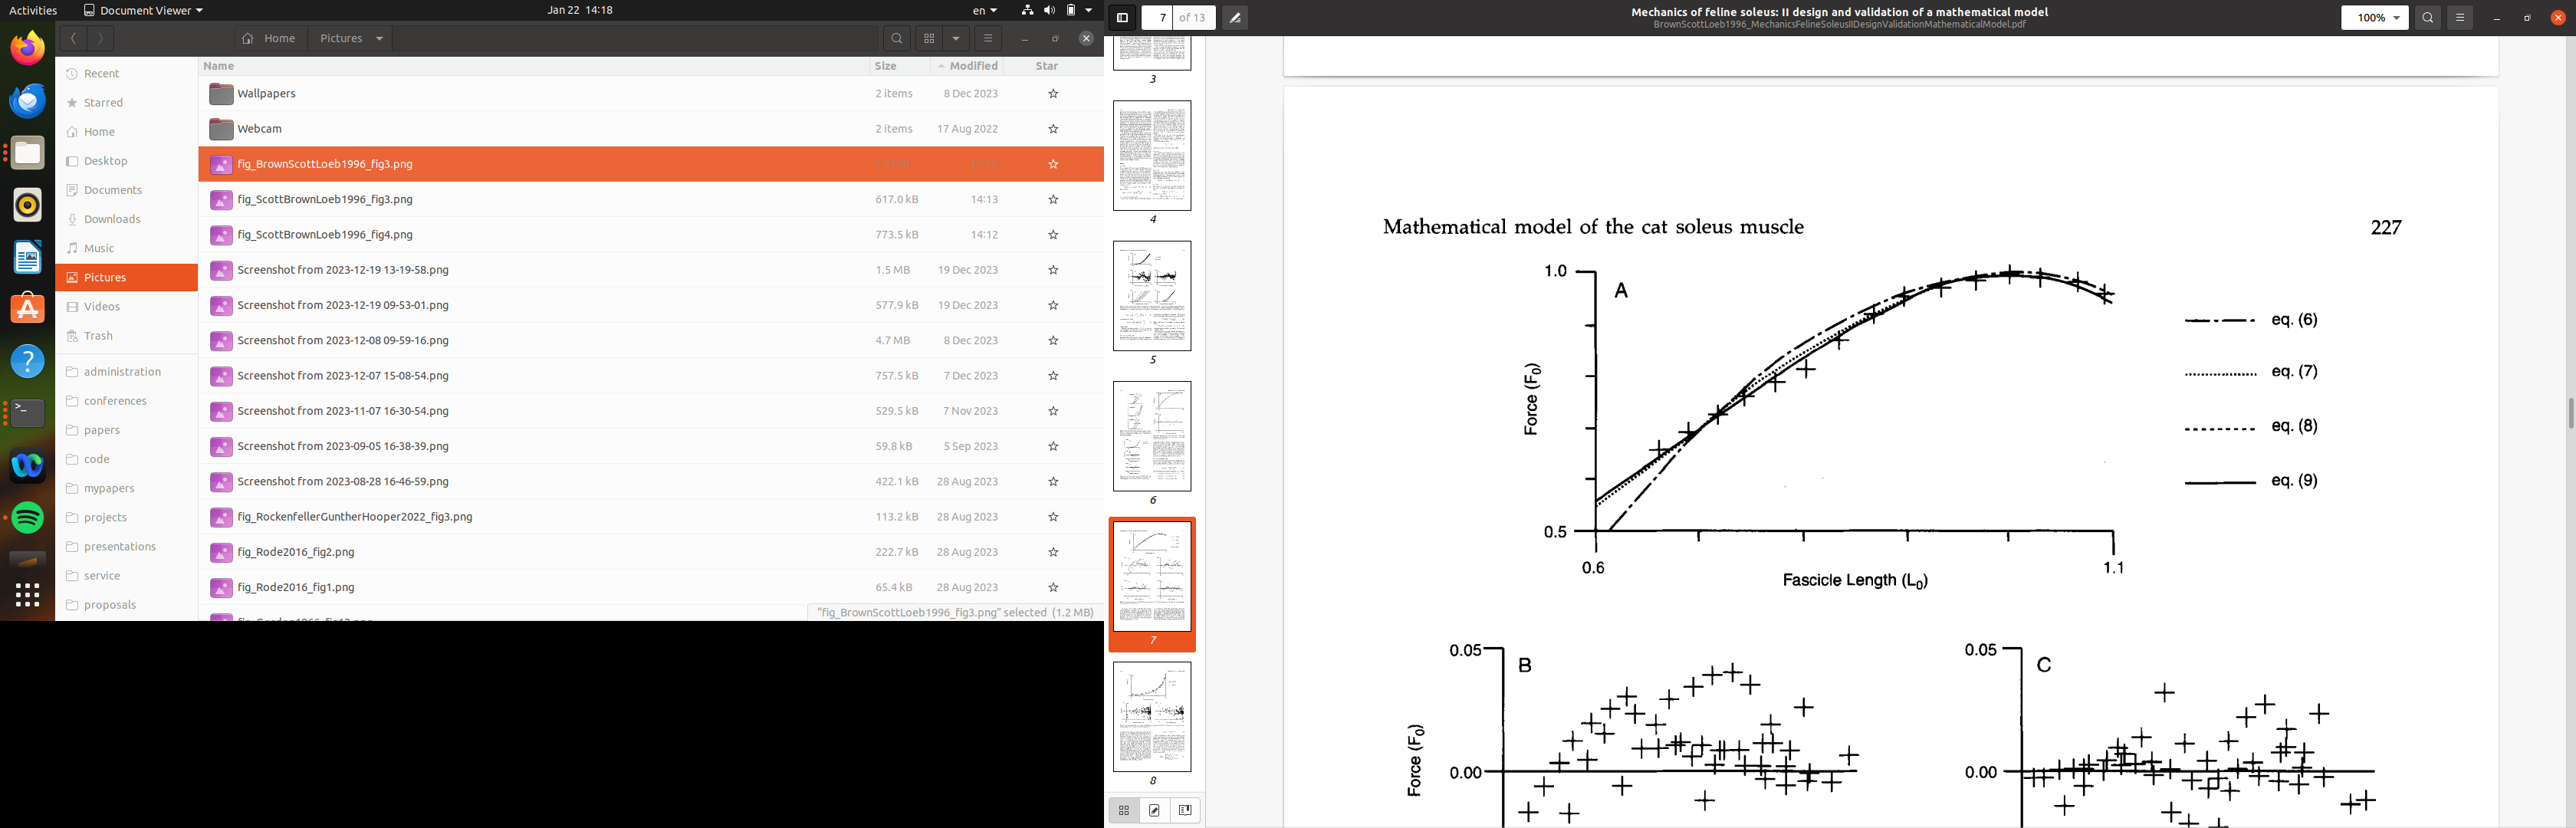 Activities
Document Viewer
Jan 22 14:18
en
Home
Pictures
Name Size Modified Star
Recent
Starred
Home
Desktop
Documents
Downloads
Music
Pictures
Videos
Trash
administration
conferences
papers
code
mypapers
projects
presentations
service
proposals
Wallpapers 2 items 8 Dec 2023
Webcam 2 items 17 Aug 2022
fig_BrownScottLoeb1996_fig3.png
fig_ScottBrownLoeb1996_fig3.png 617.0 kB 14:13
fig_ScottBrownLoeb1996_fig4.png 773.5 kB 14:12
Screenshot from 2023-12-19 13-19-58.png 1.5 MB 19 Dec 2023
Screenshot from 2023-12-19 09-53-01.png 577.9 kB 19 Dec 2023
Screenshot from 2023-12-08 09-59-16.png 4.7 MB 8 Dec 2023
Screenshot from 2023-12-07 15-08-54.png 757.5 kB 7 Dec 2023
Screenshot from 2023-11-07 16-30-54.png 529.5 kB 7 Nov 2023
Screenshot from 2023-09-05 16-38-39.png 59.8 kB 5 Sep 2023
Screenshot from 2023-08-28 16-46-59.png 422.1 kB 28 Aug 2023
fig_RockenfellerGuntherHooper2022_fig3.png 113.2 kB 28 Aug 2023
fig_Rode2016_fig2.png 222.7 kB 28 Aug 2023
fig_Rode2016_fig1.png 65.4 kB 28 Aug 2023
"fig_BrownScottLoeb1996_fig3.png" selected (1.2 MB)
7 of 13
Mechanics of feline soleus: II design and validation of a mathematical model
BrownScottLoeb1996_MechanicsFelineSoleusIIDesignValidationMathematicalModel.pdf
100%
3
4
5
6
7
8
Mathematical model of the cat soleus muscle 227
1.0
A
Force (F0)
0.5
0.6
1.1
Fascicle Length (L0)
eq. (6)
eq. (7)
eq. (8)
eq. (9)
0.05
B
Force (F0)
0.00
0.05
C
0.00